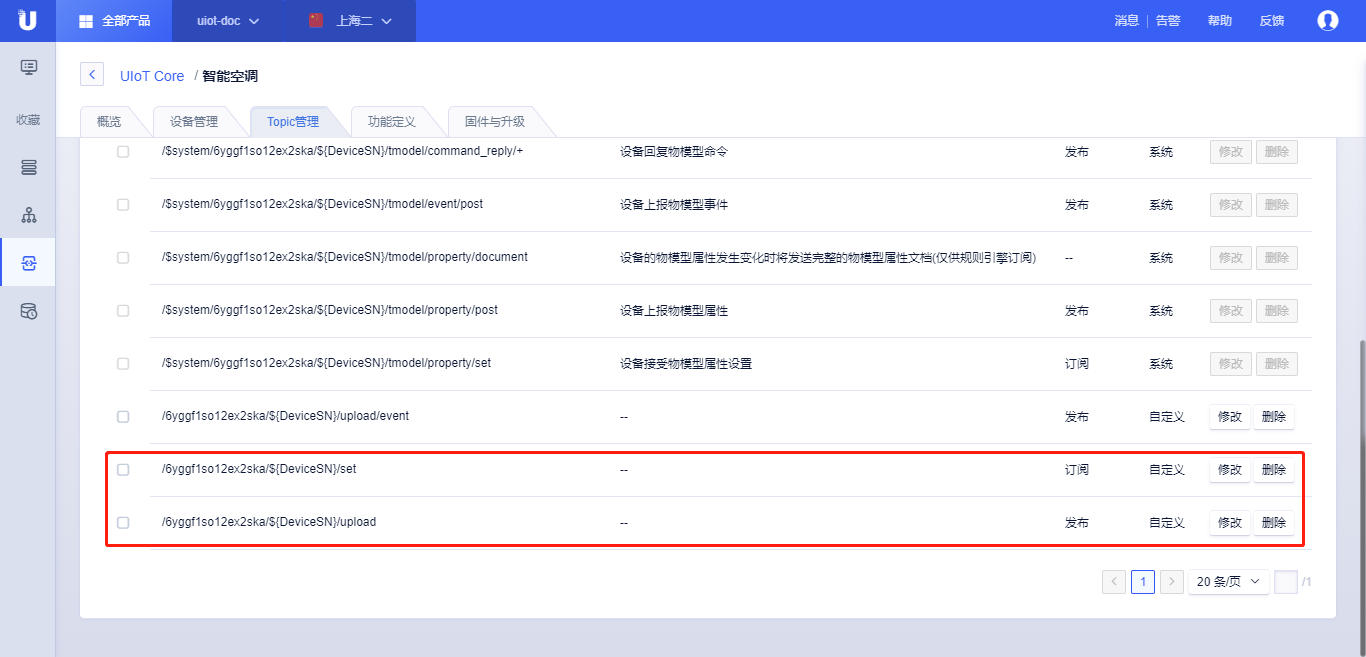 U 全部产品 uiot-doc 上海二 消息 告警 帮助 反馈
UIoT Core / 智能空调
收藏
概览 设备管理 Topic管理 功能定义 固件与升级
/$system/6yggf1so12ex2ska/${DeviceSN}/tmodel/command_reply/+ 设备回复物模型命令 发布 系统 修改 删除
/$system/6yggf1so12ex2ska/${DeviceSN}/tmodel/event/post 设备上报物模型事件 发布 系统 修改 删除
/$system/6yggf1so12ex2ska/${DeviceSN}/tmodel/property/document 设备的物模型属性发生变化时将发送完整的物模型属性文档(仅供规则引擎订阅) -- 系统 修改 删除
/$system/6yggf1so12ex2ska/${DeviceSN}/tmodel/property/post 设备上报物模型属性 发布 系统 修改 删除
/$system/6yggf1so12ex2ska/${DeviceSN}/tmodel/property/set 设备接受物模型属性设置 订阅 系统 修改 删除
/6yggf1so12ex2ska/${DeviceSN}/upload/event -- 发布 自定义 修改 删除
/6yggf1so12ex2ska/${DeviceSN}/set -- 订阅 自定义 修改 删除
/6yggf1so12ex2ska/${DeviceSN}/upload -- 发布 自定义 修改 删除
1 20 条/页 /1